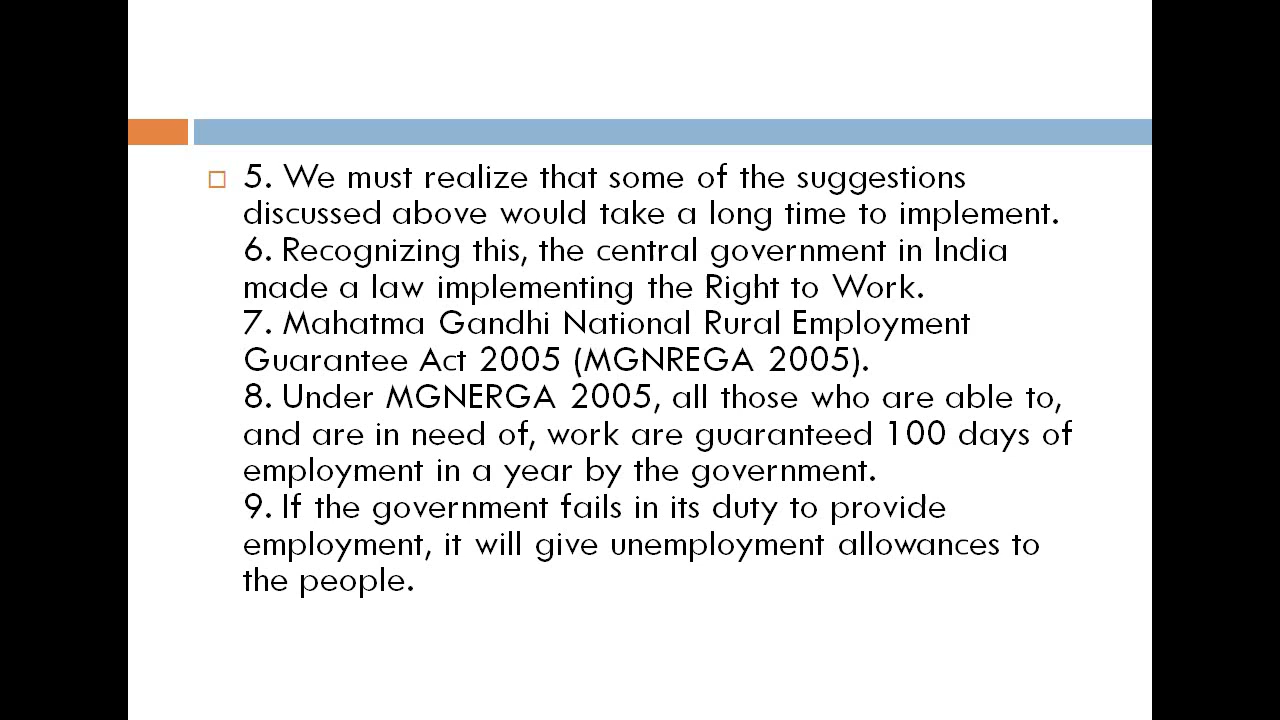 5. We must realize that some of the suggestions
discussed above would take a long time to implement.
6. Recognizing this, the central government in India
made a law implementing the Right to Work.
7. Mahatma Gandhi National Rural Employment
Guarantee Act 2005 (MGNREGA 2005).
8. Under MGNERGA 2005, all those who are able to,
and are in need of, work are guaranteed 100 days of
employment in a year by the government.
9. If the government fails in its duty to provide
employment, it will give unemployment allowances to
the people.